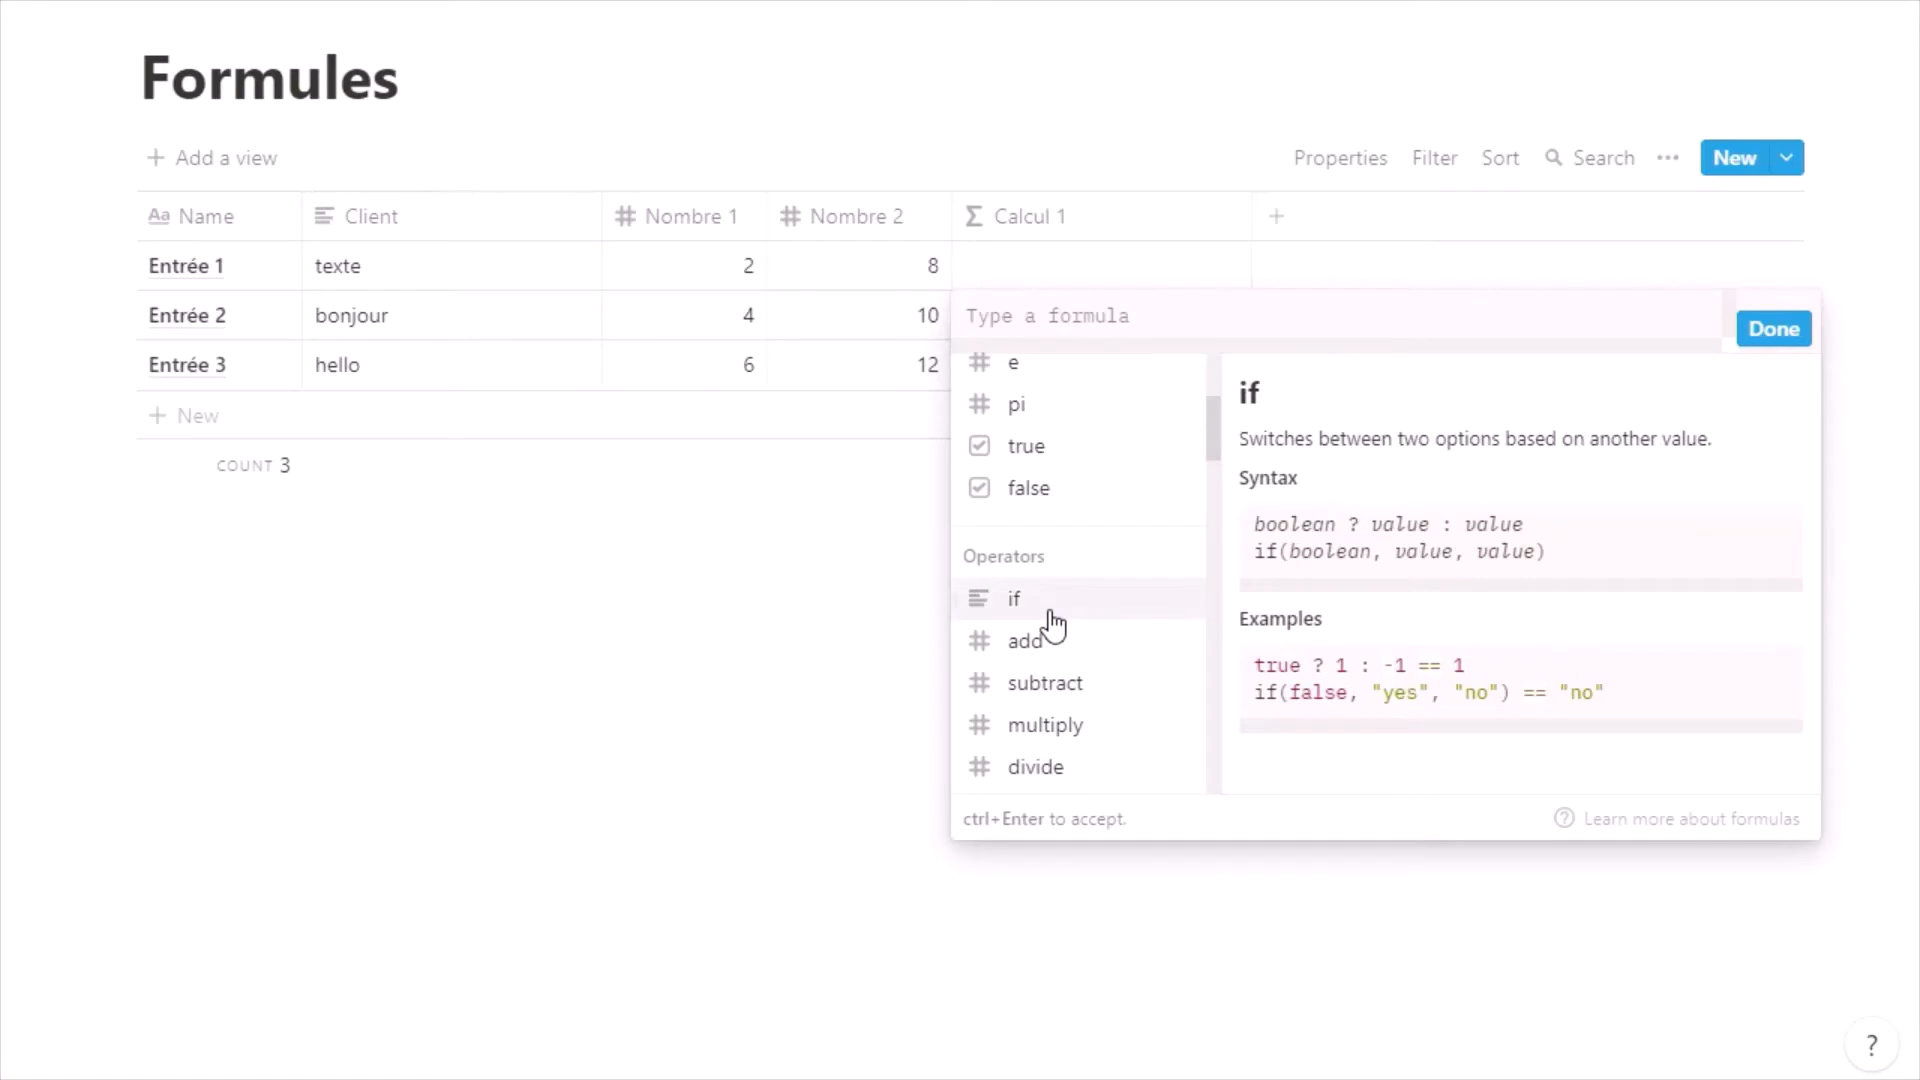 Formules
+ Add a view
Properties Filter Sort Search ••• New
Aa Name Client # Nombre 1 # Nombre 2 Σ Calcul 1 +
Entrée 1 texte 2 8
Entrée 2 bonjour 4 10
Entrée 3 hello 6 12
+ New
COUNT 3
Type a formula
Done
# e
# pi
true
false
Operators
if
# add
# subtract
# multiply
# divide
if
Switches between two options based on another value.
Syntax
boolean ? value : value
if(boolean, value, value)
Examples
true ? 1 : -1 == 1
if(false, "yes", "no") == "no"
ctrl+Enter to accept.
? Learn more about formulas
?